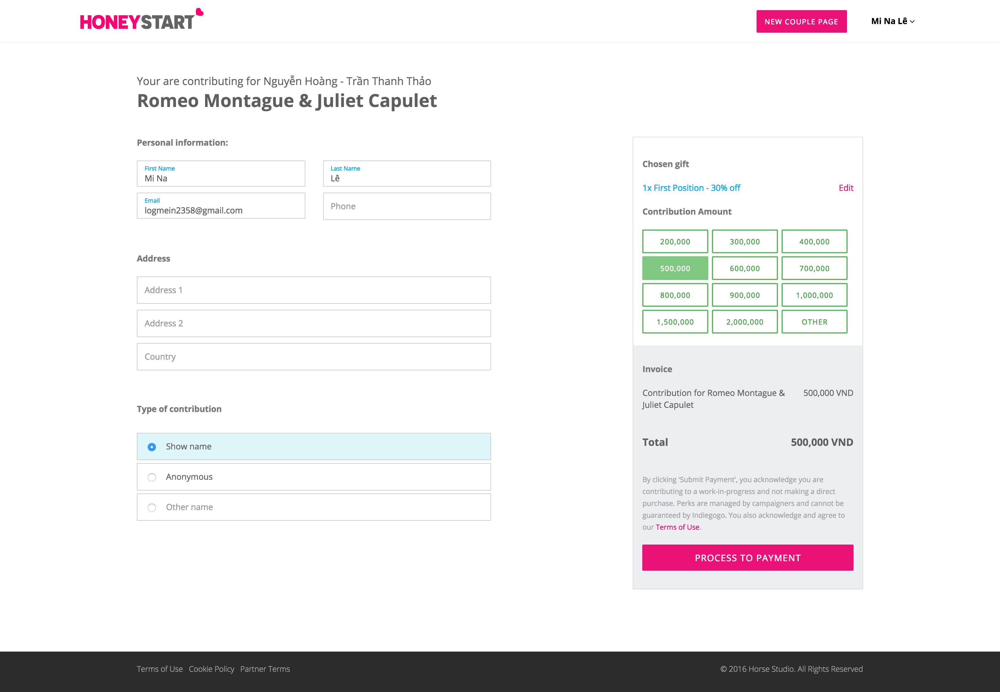 HONEYSTART
NEW COUPLE PAGE
Mi Na Lê
Your are contributing for Nguyễn Hoàng - Trần Thanh Thảo
Romeo Montague & Juliet Capulet
Personal information:
First Name
Mi Na
Last Name
Lê
Email
logmein2358@gmail.com
Phone
Address
Address 1
Address 2
Country
Type of contribution
Show name
Anonymous
Other name
Chosen gift
1x First Position - 30% off
Edit
Contribution Amount
200,000
300,000
400,000
500,000
600,000
700,000
800,000
900,000
1,000,000
1,500,000
2,000,000
OTHER
Invoice
Contribution for Romeo Montague & 500,000 VND
Juliet Capulet
Total 500,000 VND
By clicking 'Submit Payment', you acknowledge you are
contributing to a work-in-progress and not making a direct
purchase. Perks are managed by campaigners and cannot be
guaranteed by Indiegogo. You also acknowledge and agree to
our Terms of Use.
PROCESS TO PAYMENT
Terms of Use Cookie Policy Partner Terms
© 2016 Horse Studio. All Rights Reserved